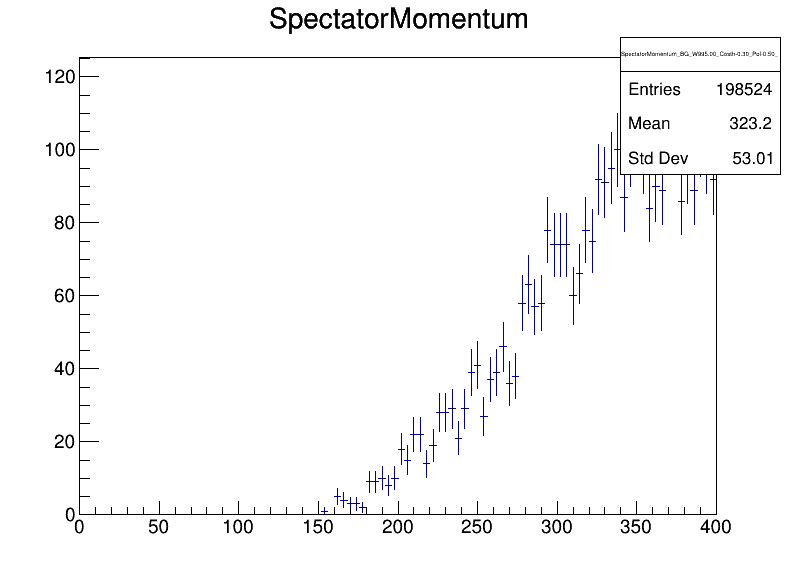 SpectatorMomentum
SpectatorMomentum_BG_W995.00_Costh-0.30_Pol-0.50_
Entries 198524
Mean 323.2
Std Dev 53.01
120
100
80
60
40
20
0
0 50 100 150 200 250 300 350 400